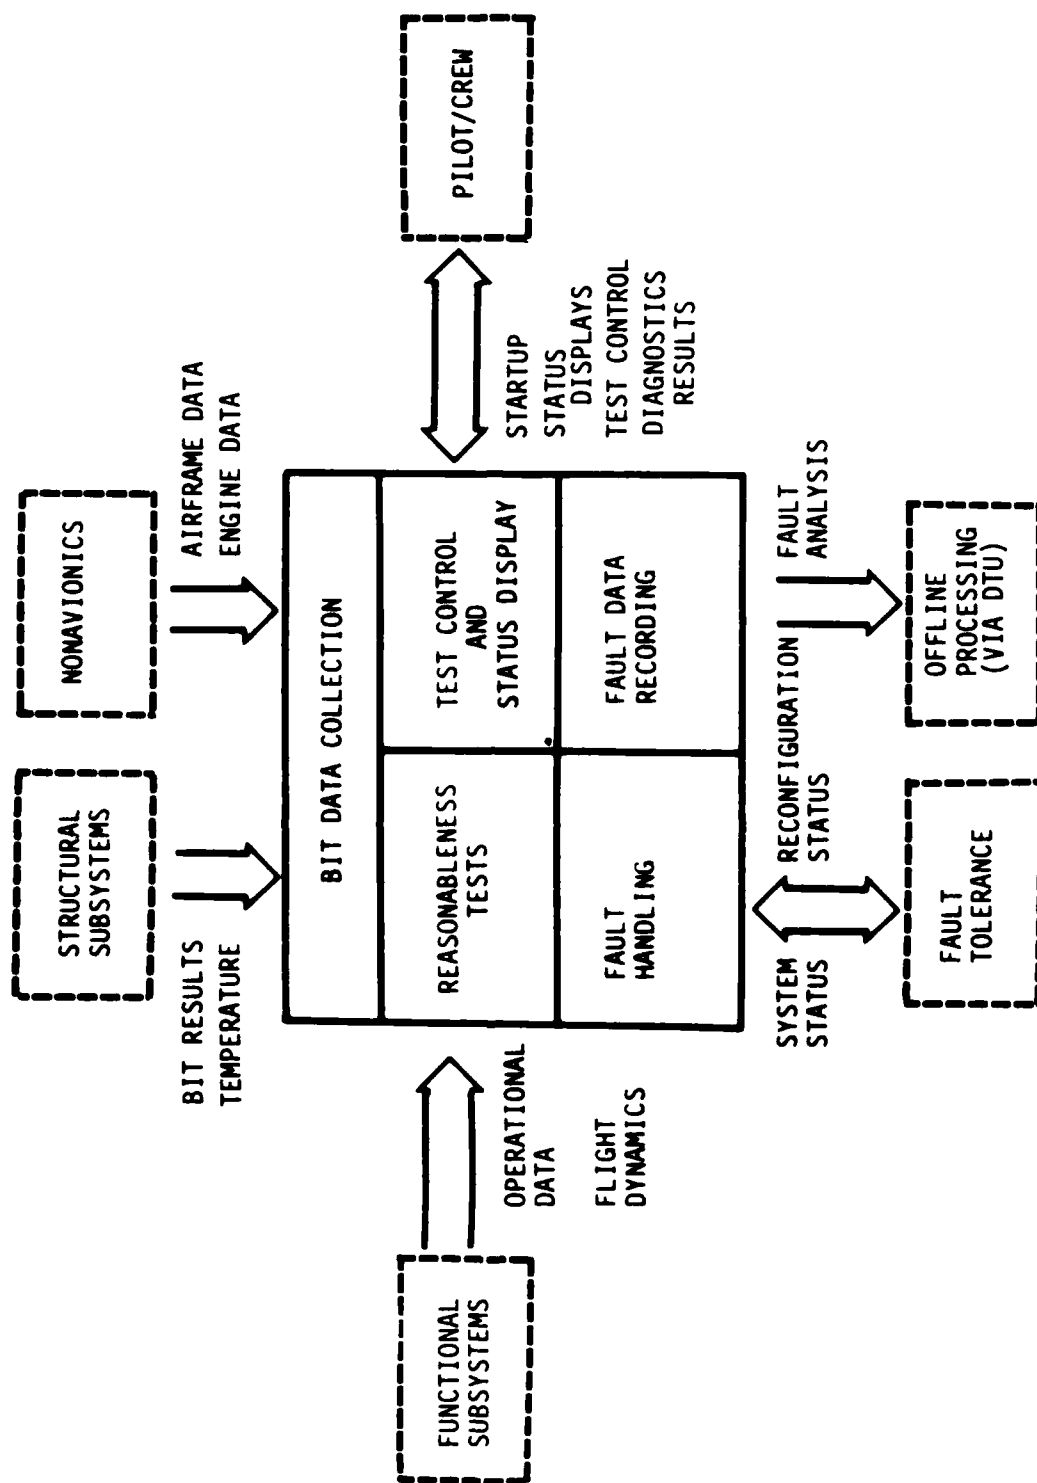 STRUCTURAL
SUBSYSTEMS
NONAVIONICS
BIT RESULTS
TEMPERATURE
AIRFRAME DATA
ENGINE DATA
BIT DATA COLLECTION
REASONABLENESS
TESTS
TEST CONTROL
AND
STATUS DISPLAY
FAULT
HANDLING
FAULT DATA
RECORDING
FUNCTIONAL
SUBSYSTEMS
OPERATIONAL
DATA
FLIGHT
DYNAMICS
PILOT/CREW
STARTUP
STATUS
DISPLAYS
TEST CONTROL
DIAGNOSTICS
RESULTS
SYSTEM
STATUS
RECONFIGURATION
STATUS
FAULT
ANALYSIS
FAULT
TOLERANCE
OFFLINE
PROCESSING
(VIA DTU)